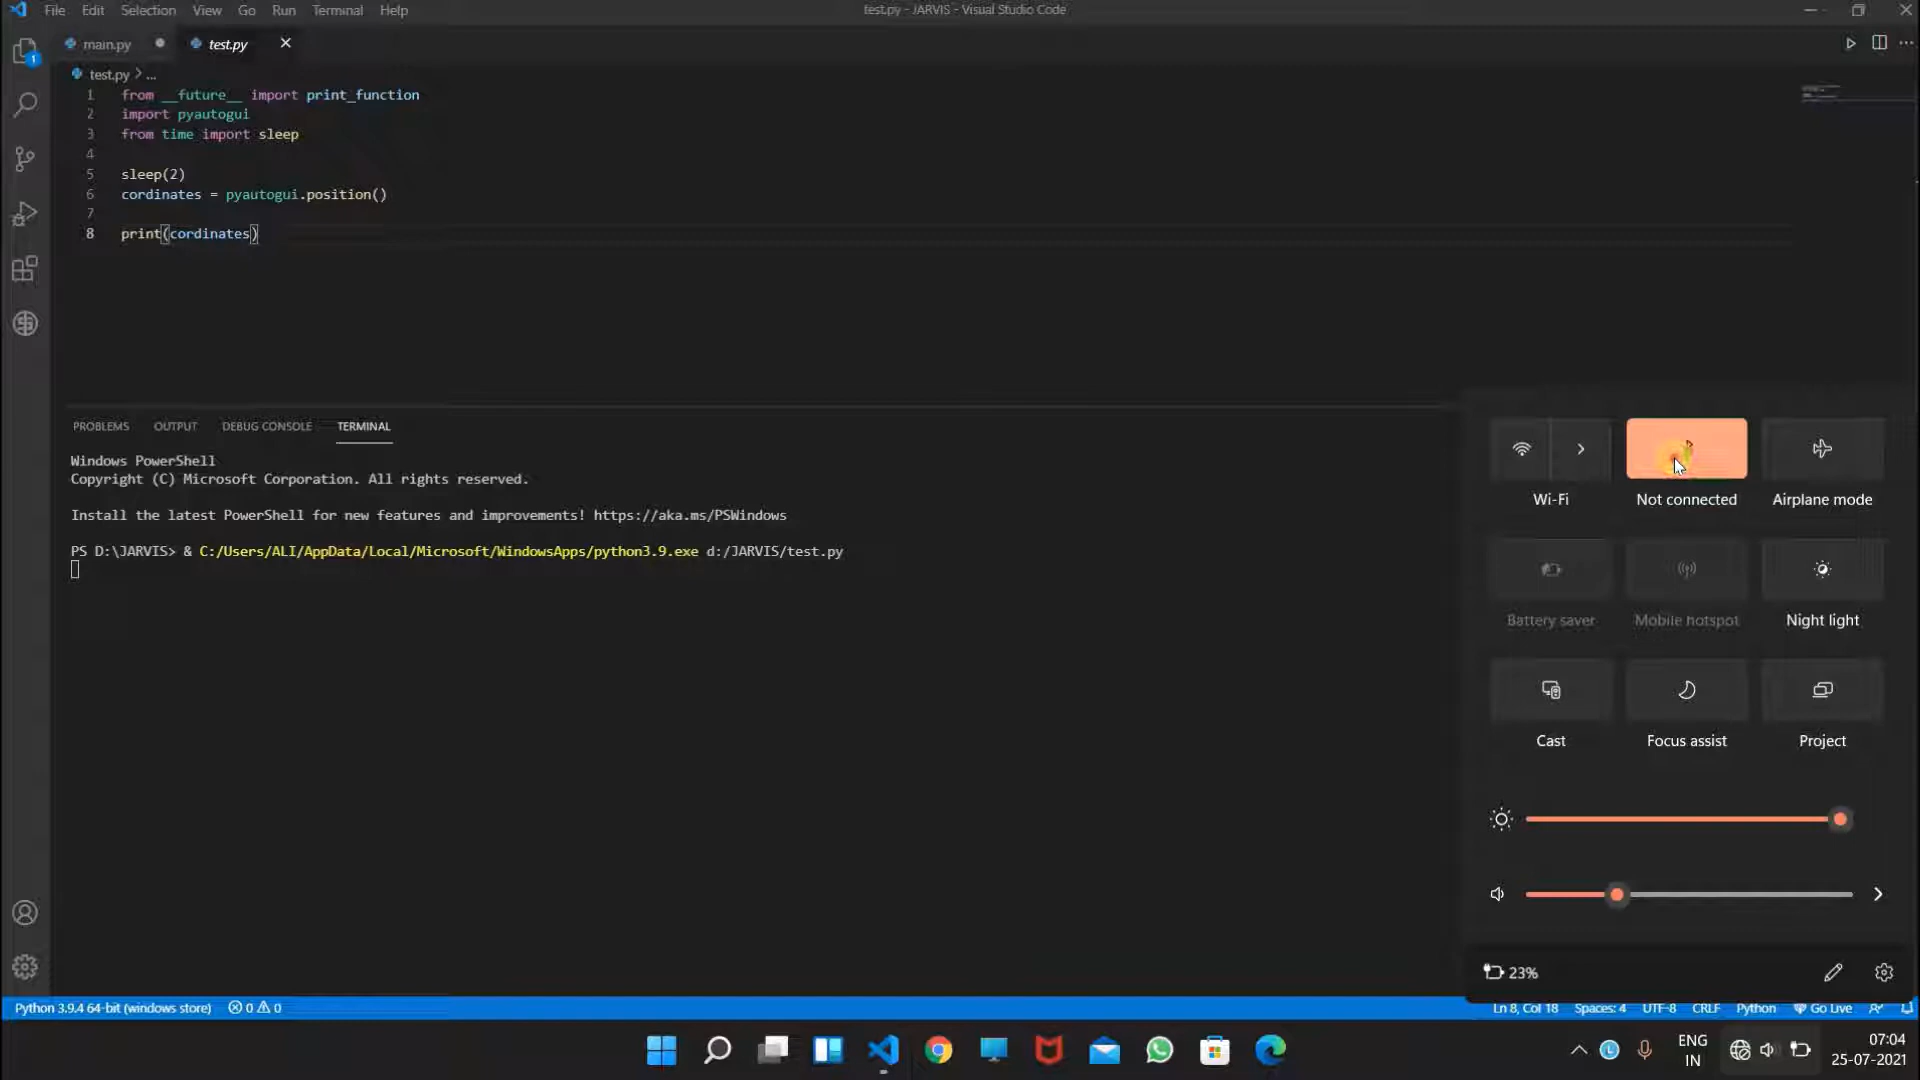 File Edit Selection View Go Run Terminal Help
test.py - JARVIS - Visual Studio Code
main.py test.py
test.py > ...
1 from __future__ import print_function
2 import pyautogui
3 from time import sleep
4
5 sleep(2)
6 cordinates = pyautogui.position()
7
8 print(cordinates)
PROBLEMS OUTPUT DEBUG CONSOLE TERMINAL
Windows PowerShell
Copyright (C) Microsoft Corporation. All rights reserved.
Install the latest PowerShell for new features and improvements! https://aka.ms/PSWindows
PS D:\JARVIS> & C:/Users/ALI/AppData/Local/Microsoft/WindowsApps/python3.9.exe d:/JARVIS/test.py
Wi-Fi Not connected Airplane mode
Battery saver Mobile hotspot Night light
Cast Focus assist Project
23%
1
Python 3.9.4 64-bit (windows store) 0 0
Ln 8, Col 18 Spaces: 4 UTF-8 CRLF Python Go Live
ENG
IN
07:04
25-07-2021